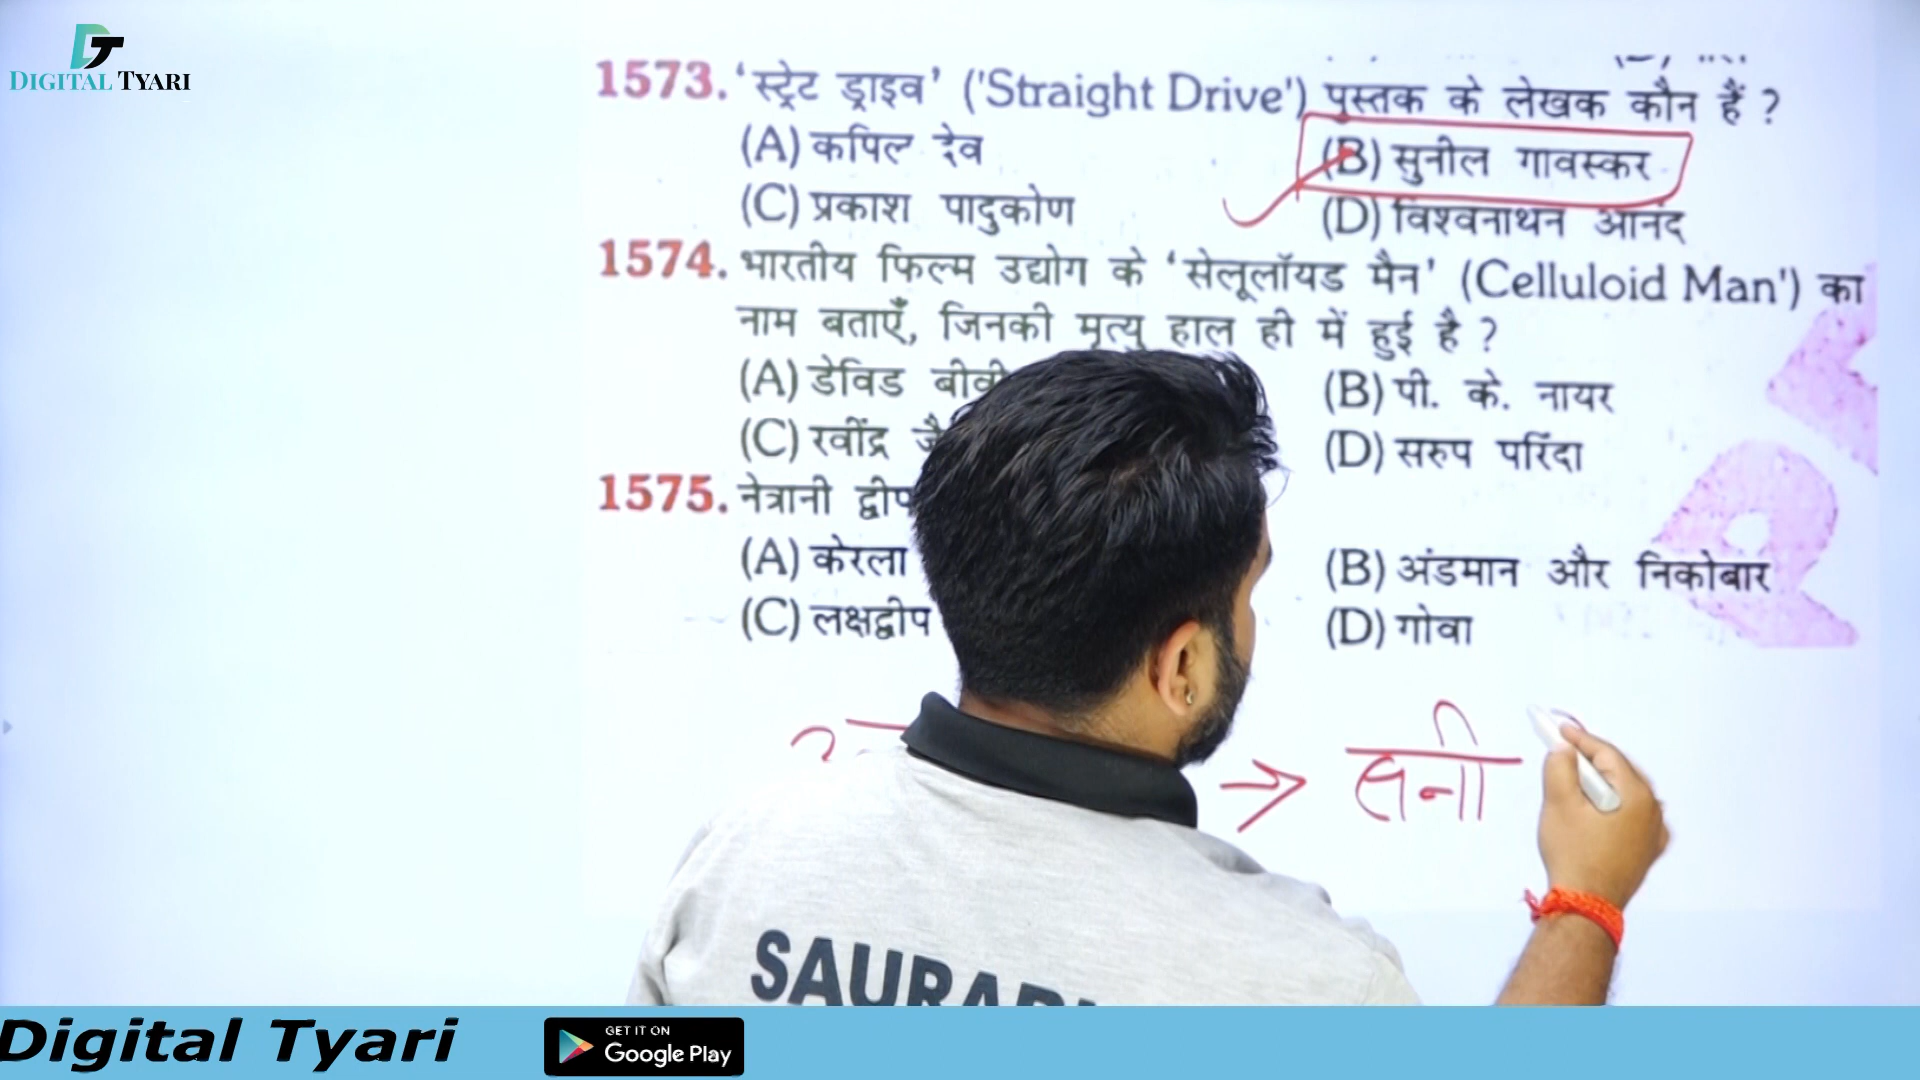 DT
DIGITAL TYARI
1573. 'स्ट्रेट ड्राइव' ('Straight Drive') पुस्तक के लेखक कौन हैं ?
(A) कपिल देव (B) सुनील गावस्कर
(C) प्रकाश पादुकोण (D) विश्वनाथन आनंद
1574. भारतीय फिल्म उद्योग के 'सेलूलॉयड मैन' (Celluloid Man') का
नाम बताएँ, जिनकी मृत्यु हाल ही में हुई है ?
(A) डेविड (B) पी. के. नायर
(C) रवींद्र (D) सरुप परिंदा
1575. नेत्रानी द्वीप
(A) केरला (B) अंडमान और निकोबार
(C) लक्षद्वीप (D) गोवा
→ सनी
Digital Tyari
GET IT ON
Google Play